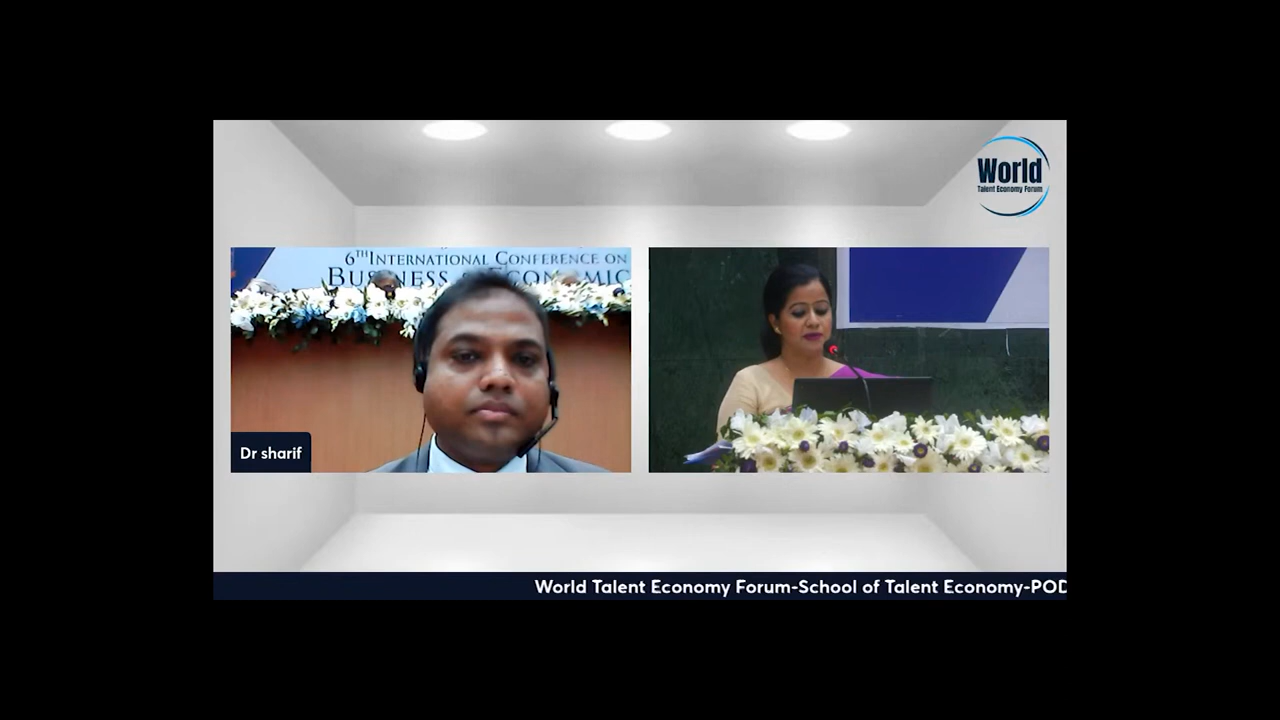 World
Talent Economy Forum
6TH INTERNATIONAL CONFERENCE ON
BUSINESS
Dr sharif
World Talent Economy Forum-School of Talent Economy-POD